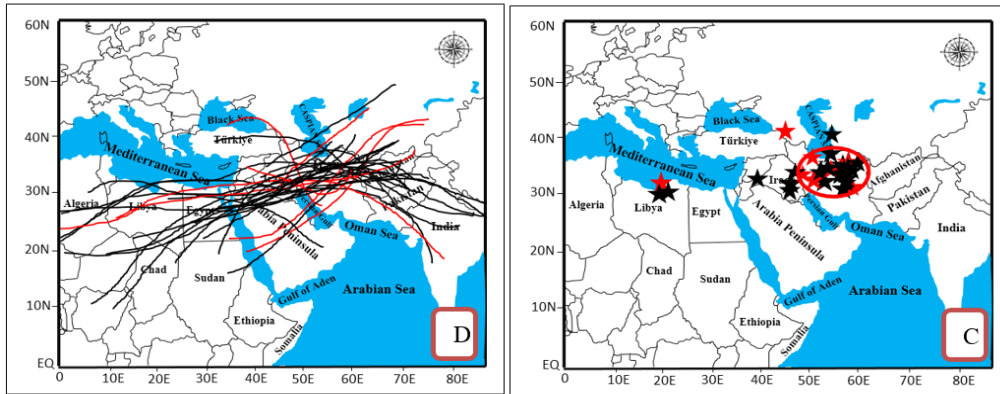 60N
50N
40N
30N
20N
10N
EQ
0
10E
20E
30E
40E
50E
60E
70E
80E
Black Sea
CASPIA
Türkiye
Mediterranean Sea
Algeria
Libya
Egypt
Pakistan
India
Oman Sea
Chad
Sudan
Gulf of Aden
Arabian Sea
Ethiopia
Somalia
D
60N
50N
40N
30N
20N
10N
EQ
0
10E
20E
30E
40E
50E
60E
70E
80E
Black Sea
CASPIA
Türkiye
Mediterranean Sea
Afghanistan
Algeria
Libya
Egypt
Persian Gulf
Pakistan
Arabia Peninsula
Oman Sea
India
Chad
Sudan
Gulf of Aden
Arabian Sea
Ethiopia
Somalia
C